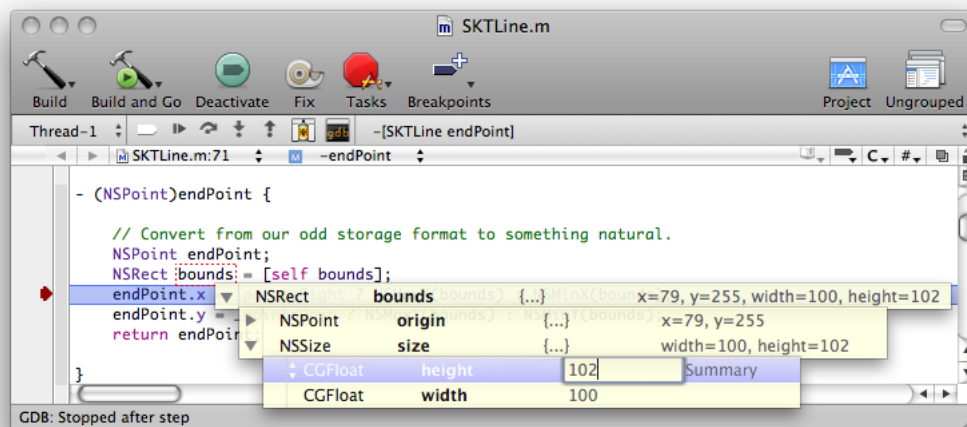 SKTLine.m
Build Build and Go Deactivate Fix Tasks Breakpoints Project Ungrouped
Thread-1 gdb -[SKTLine endPoint]
SKTLine.m:71 M -endPoint C #
- (NSPoint)endPoint {
// Convert from our odd storage format to something natural.
NSPoint endPoint;
NSRect bounds = [self bounds];
endPoint.x
NSRect bounds {...} x=79, y=255, width=100, height=102
endPoint.y =
NSPoint origin {...} x=79, y=255
return endPoint
NSSize size {...} width=100, height=102
CGFloat height 102 Summary
}
CGFloat width 100
GDB: Stopped after step